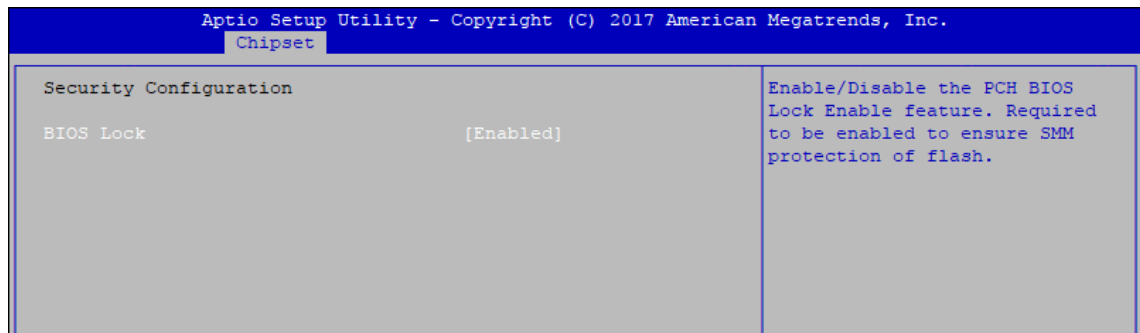 Aptio Setup Utility - Copyright (C) 2017 American Megatrends, Inc.
Chipset
Security Configuration
BIOS Lock [Enabled]
Enable/Disable the PCH BIOS
Lock Enable feature. Required
to be enabled to ensure SMM
protection of flash.